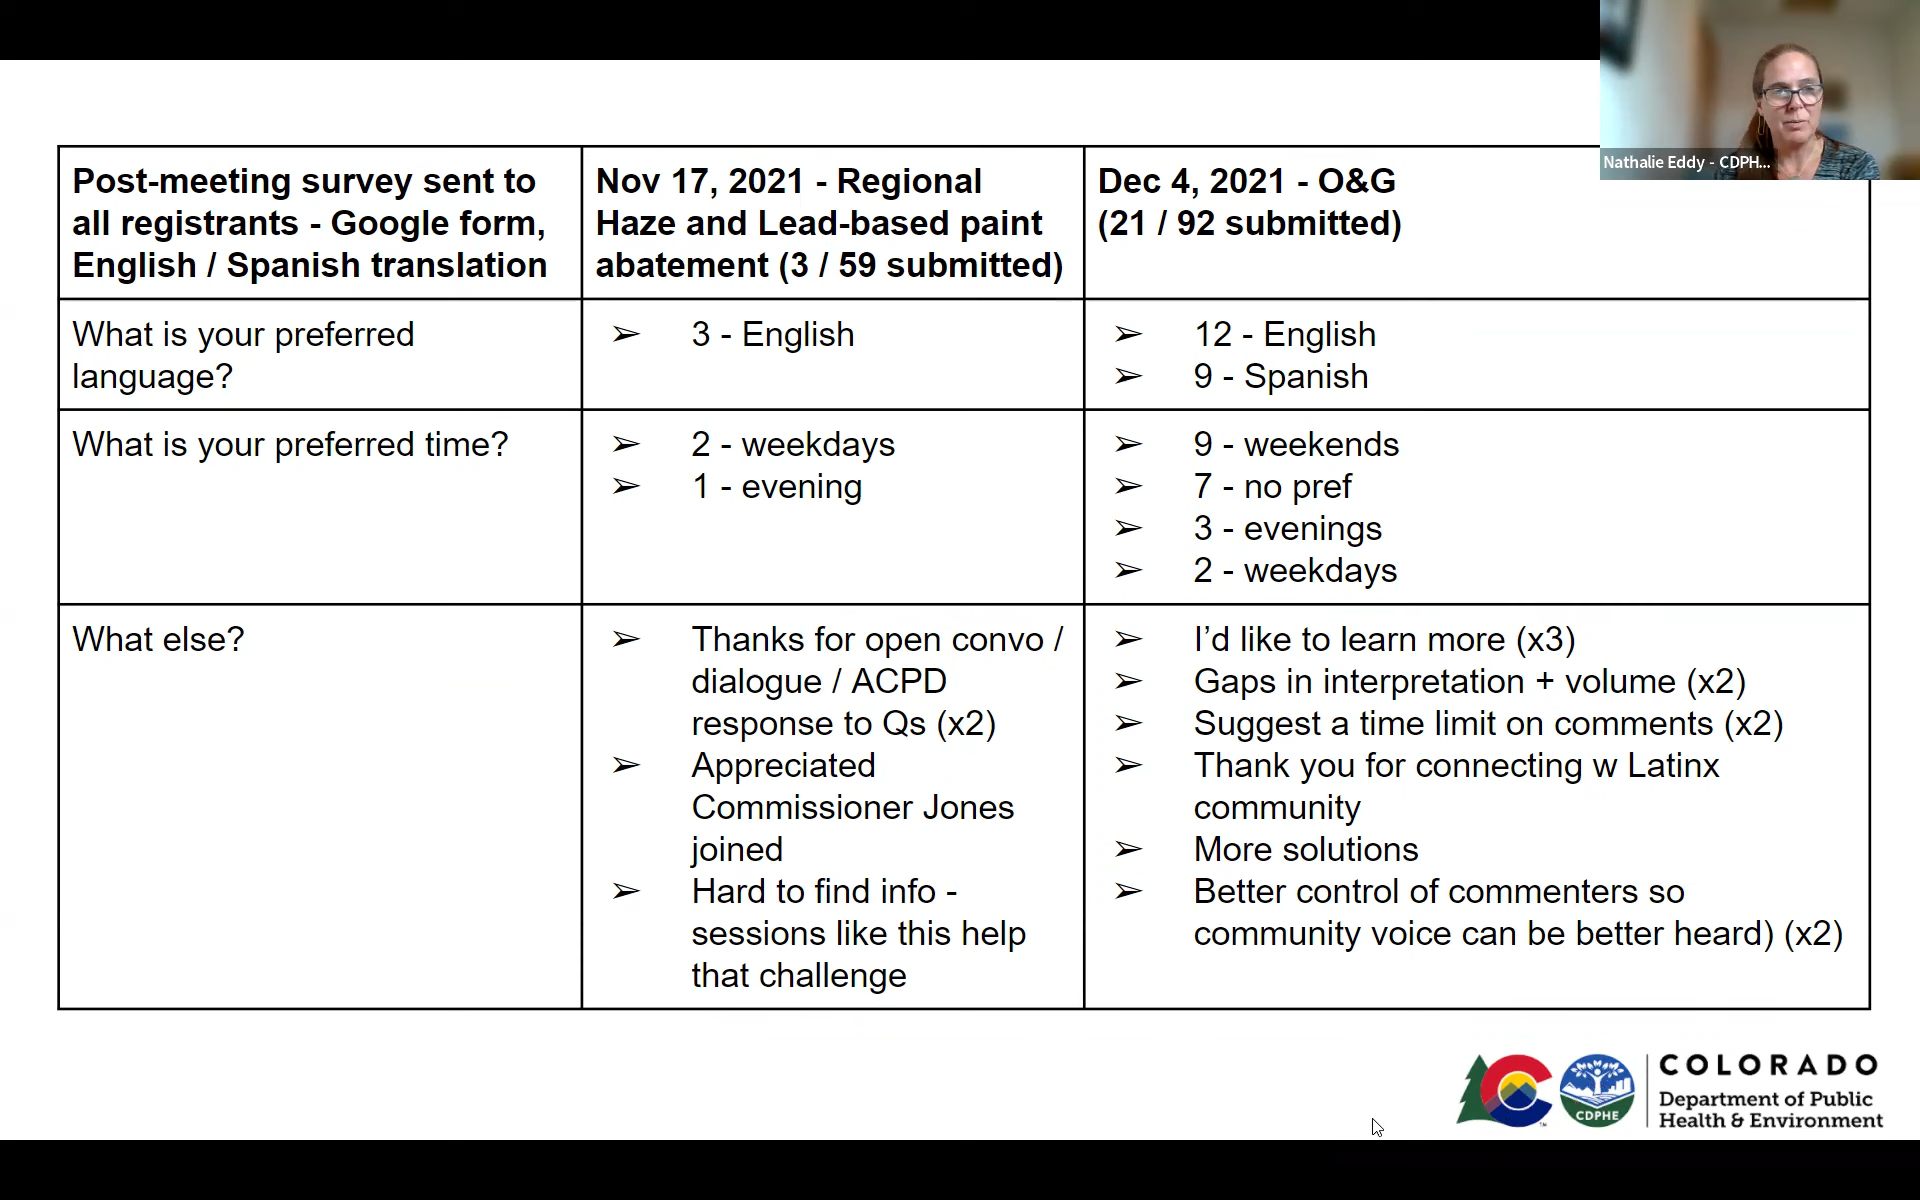 Nathalie Eddy - CDPH...
Post-meeting survey sent to
all registrants - Google form,
English / Spanish translation
Nov 17, 2021 - Regional
Haze and Lead-based paint
abatement (3 / 59 submitted)
Dec 4, 2021 - O&G
(21 / 92 submitted)
What is your preferred
language?
➢ 3 - English
➢ 12 - English
➢ 9 - Spanish
What is your preferred time?
➢ 2 - weekdays
➢ 1 - evening
➢ 9 - weekends
➢ 7 - no pref
➢ 3 - evenings
➢ 2 - weekdays
What else?
➢ Thanks for open convo /
dialogue / ACPD
response to Qs (x2)
➢ Appreciated
Commissioner Jones
joined
➢ Hard to find info -
sessions like this help
that challenge
➢ I’d like to learn more (x3)
➢ Gaps in interpretation + volume (x2)
➢ Suggest a time limit on comments (x2)
➢ Thank you for connecting w Latinx
community
➢ More solutions
➢ Better control of commenters so
community voice can be better heard) (x2)
CDPHE
TM
COLORADO
Department of Public
Health & Environment